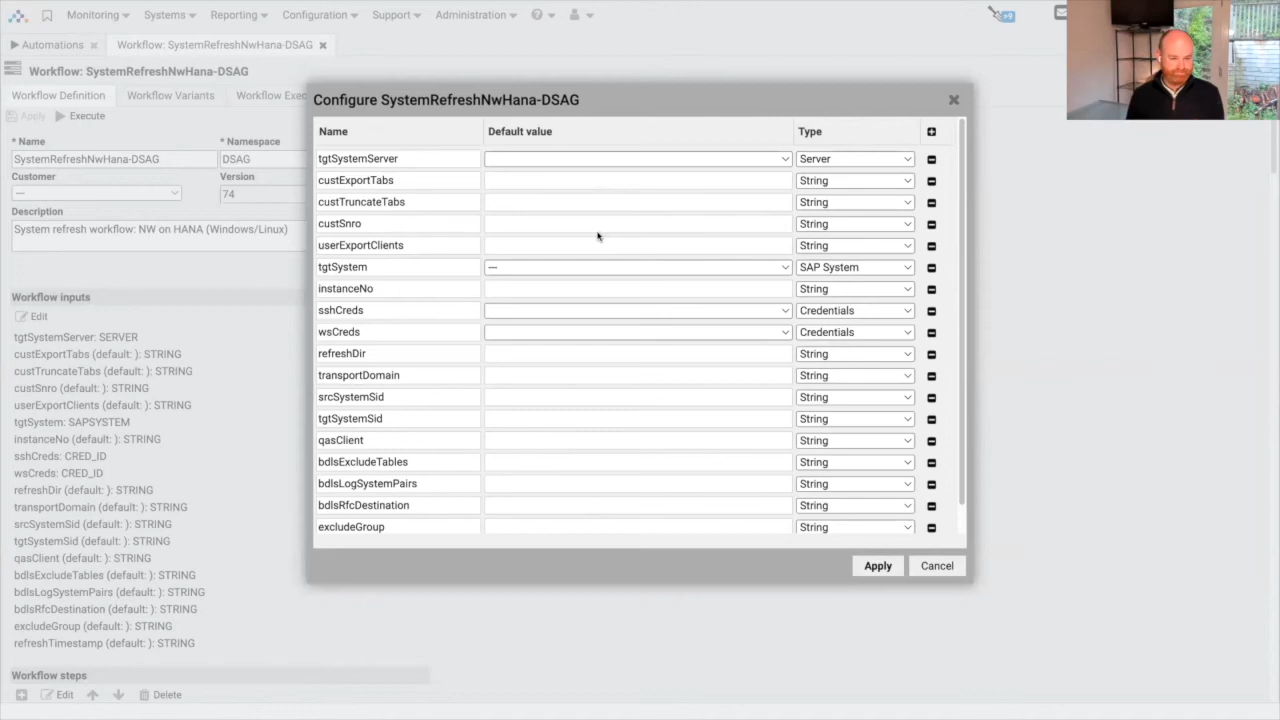 Monitoring Systems Reporting Configuration Support Administration
+9
Automations
Workflow: SystemRefreshNwHana-DSAG
Workflow: SystemRefreshNwHana-DSAG
Workflow Definition Workflow Variants Workflow Exec
Apply Execute
* Name * Namespace
SystemRefreshNwHana-DSAG DSAG
Customer Version
— 74
Description
System refresh workflow: NW on HANA (Windows/Linux)
Workflow inputs
Edit
tgtSystemServer: SERVER
custExportTabs (default: ): STRING
custTruncateTabs (default: ): STRING
custSnro (default: ): STRING
userExportClients (default: ): STRING
tgtSystem: SAPSYSTEM
instanceNo (default: ): STRING
sshCreds: CRED_ID
wsCreds: CRED_ID
refreshDir (default: ): STRING
transportDomain (default: ): STRING
srcSystemSid (default: ): STRING
tgtSystemSid (default: ): STRING
qasClient (default: ): STRING
bdlsExcludeTables (default: ): STRING
bdlsLogSystemPairs (default: ): STRING
bdlsRfcDestination (default: ): STRING
excludeGroup (default: ): STRING
refreshTimestamp (default: ): STRING
Workflow steps
Edit Delete
Configure SystemRefreshNwHana-DSAG
Name Default value Type
tgtSystemServer Server
custExportTabs String
custTruncateTabs String
custSnro String
userExportClients String
tgtSystem — SAP System
instanceNo String
sshCreds Credentials
wsCreds Credentials
refreshDir String
transportDomain String
srcSystemSid String
tgtSystemSid String
qasClient String
bdlsExcludeTables String
bdlsLogSystemPairs String
bdlsRfcDestination String
excludeGroup String
Apply Cancel